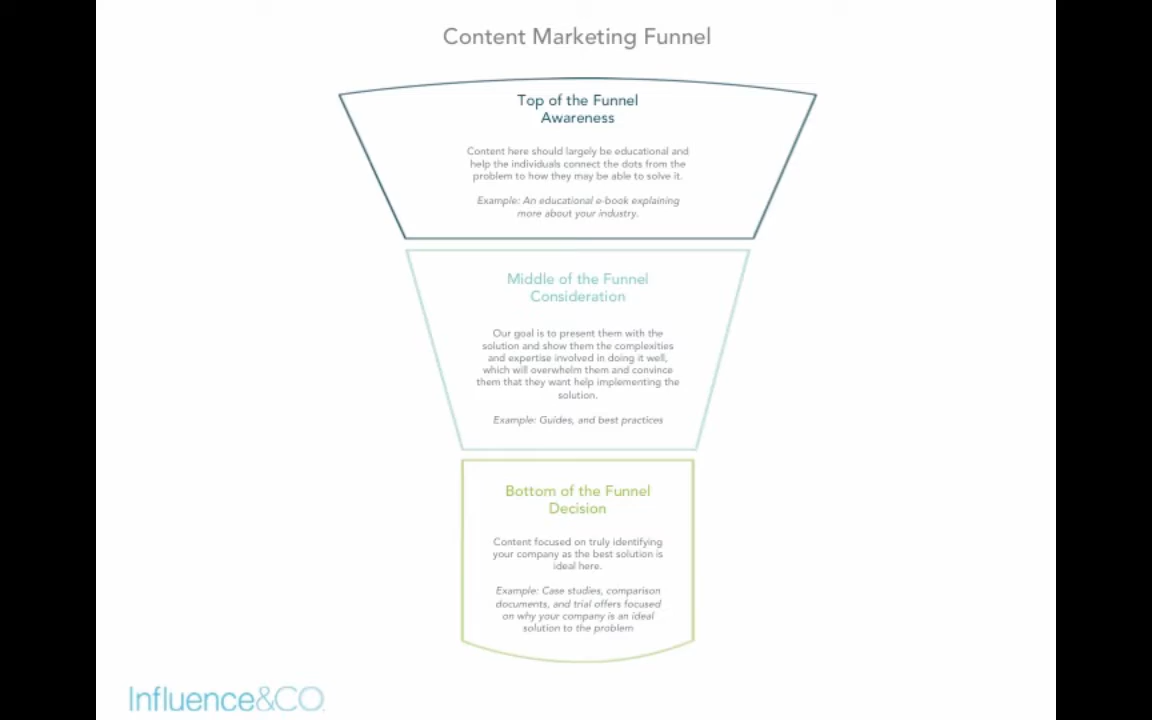 Content Marketing Funnel
Top of the Funnel
Awareness
Content here should largely be educational and
help the individuals connect the dots from the
problem to how they may be able to solve it.
Example: An educational e-book explaining
more about your industry.
Middle of the Funnel
Consideration
Our goal is to present them with the
solution and show them the complexities
and expertise involved in doing it well,
which will overwhelm them and convince
them that they want help implementing the
solution.
Example: Guides, and best practices
Bottom of the Funnel
Decision
Content focused on truly identifying
your company as the best solution is
ideal here.
Example: Case studies, comparison
documents, and trial offers focused
on why your company is an ideal
solution to the problem
Influence&CO.